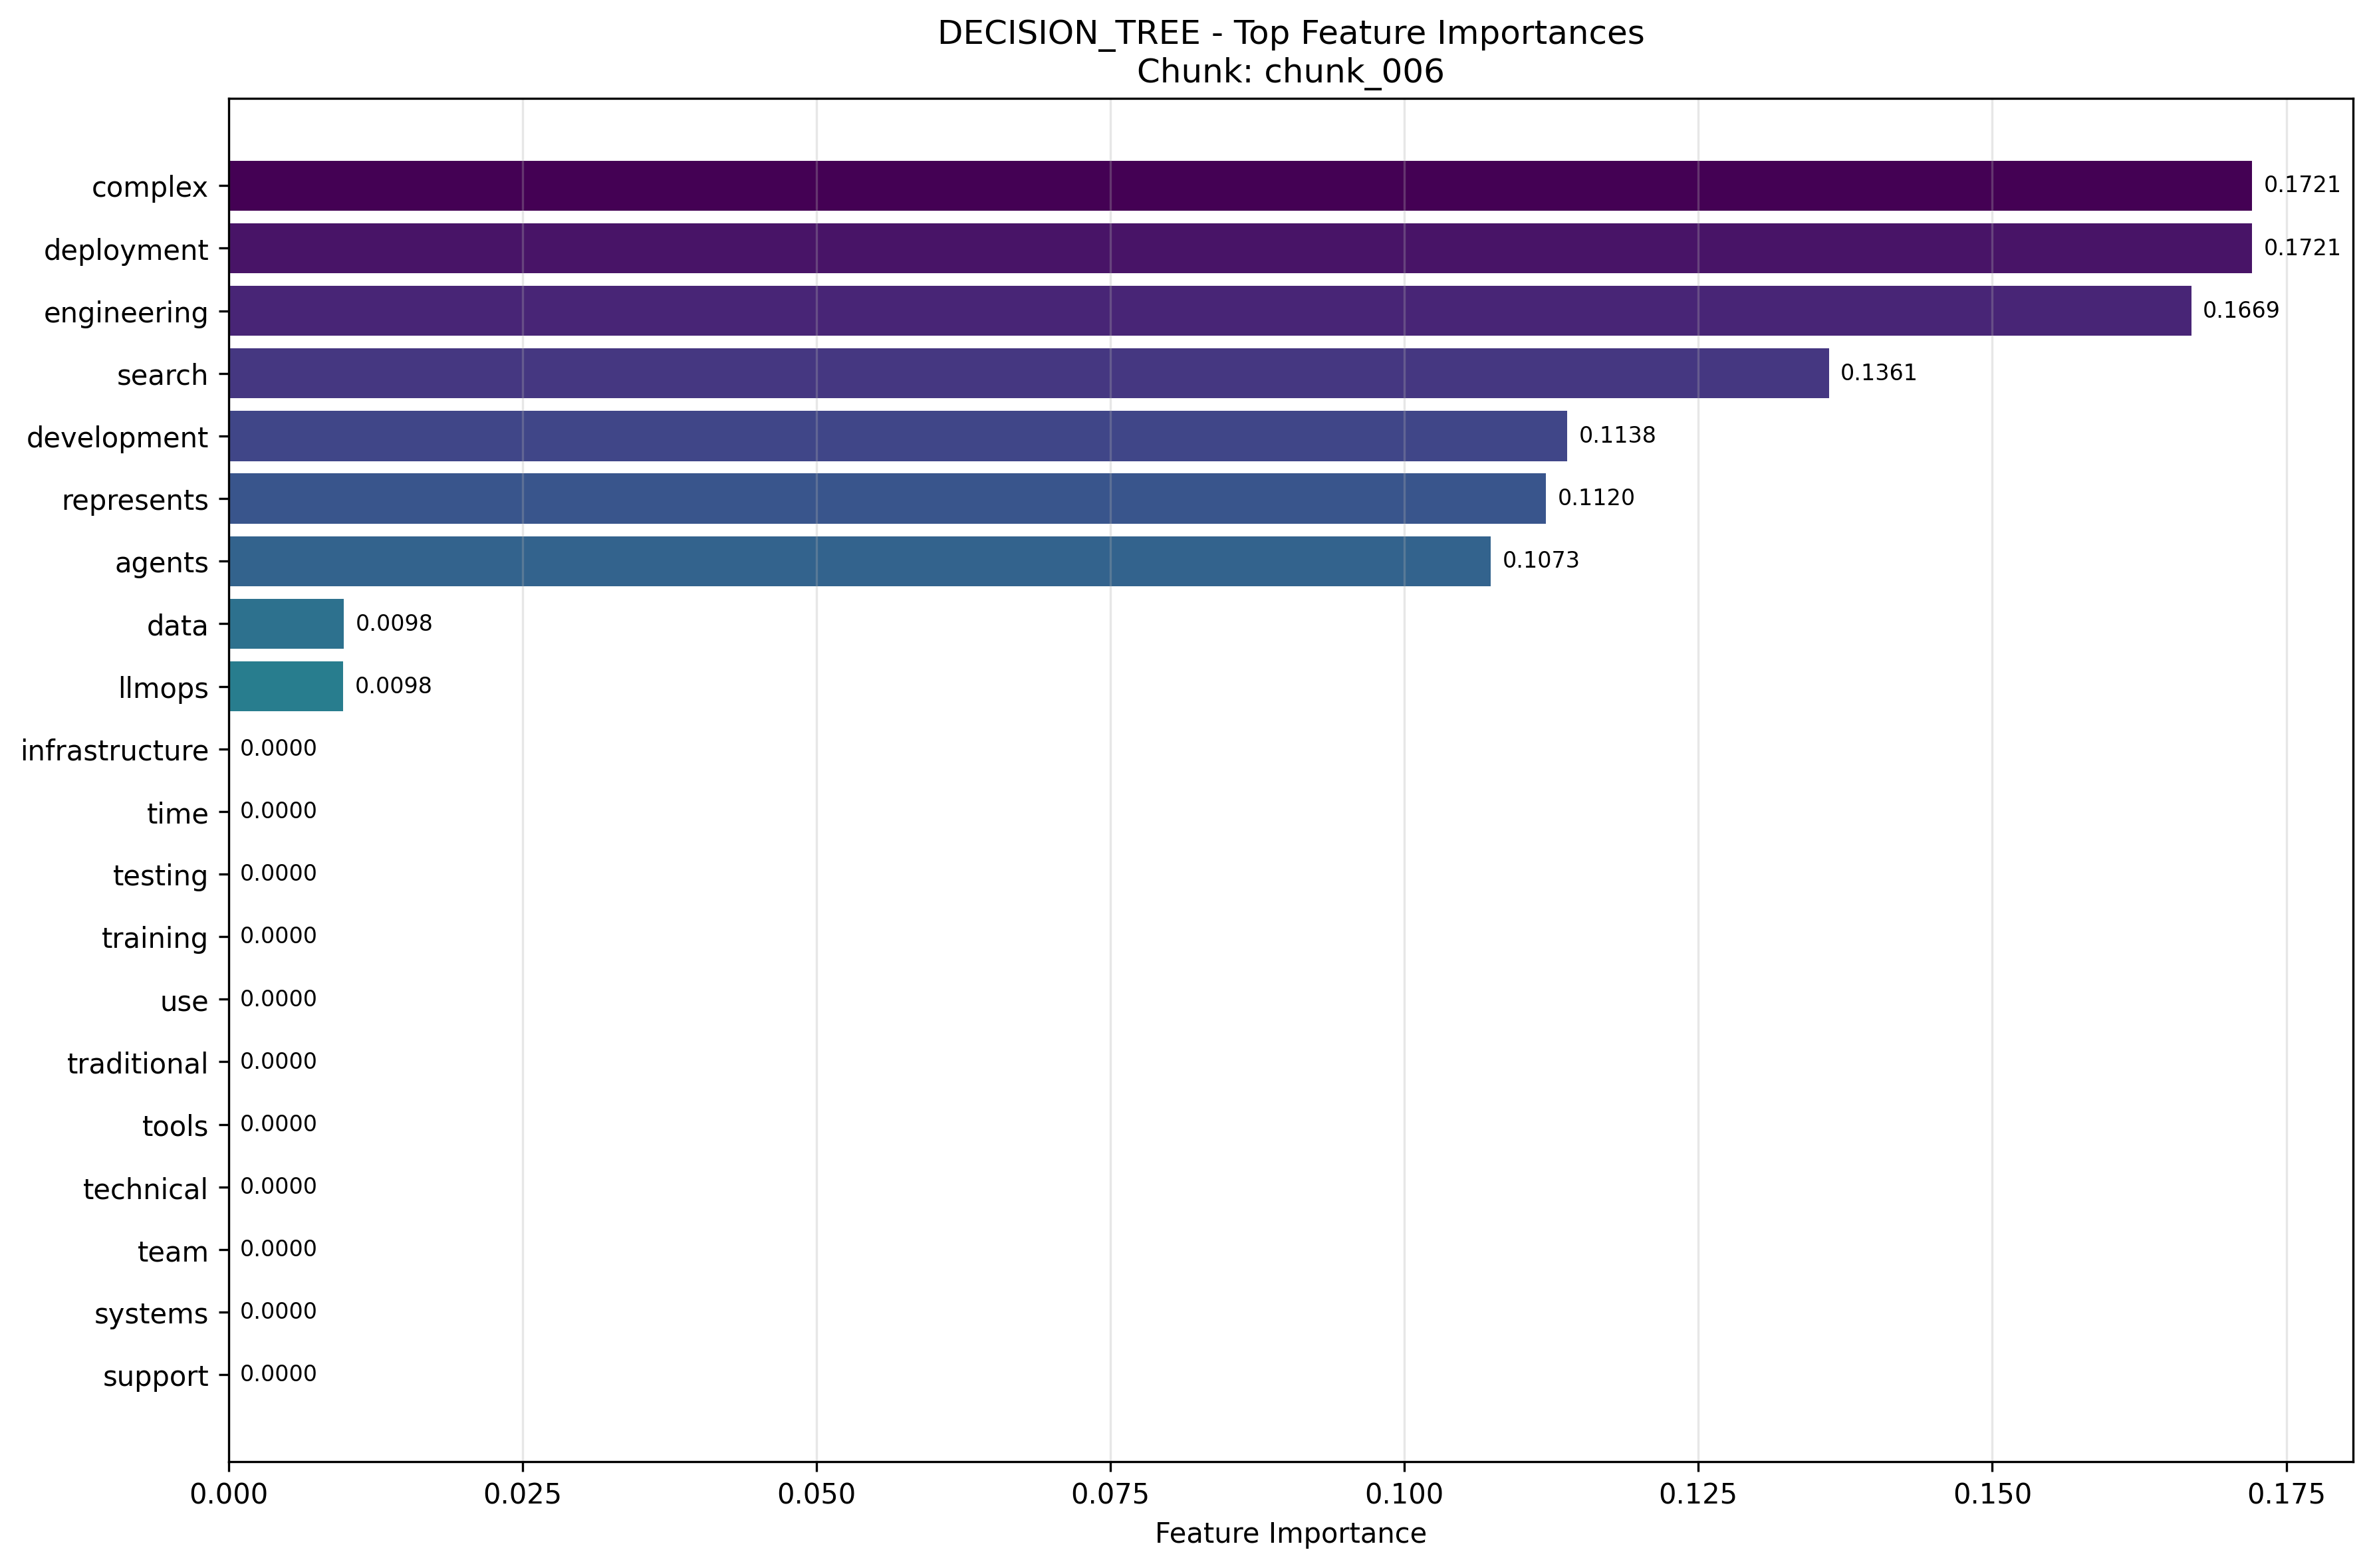 DECISION_TREE - Top Feature Importances
Chunk: chunk_006
complex 0.1721
deployment 0.1721
engineering 0.1669
search 0.1361
development 0.1138
represents 0.1120
agents 0.1073
data 0.0098
llmops 0.0098
infrastructure 0.0000
time 0.0000
testing 0.0000
training 0.0000
use 0.0000
traditional 0.0000
tools 0.0000
technical 0.0000
team 0.0000
systems 0.0000
support 0.0000
0.000 0.025 0.050 0.075 0.100 0.125 0.150 0.175
Feature Importance